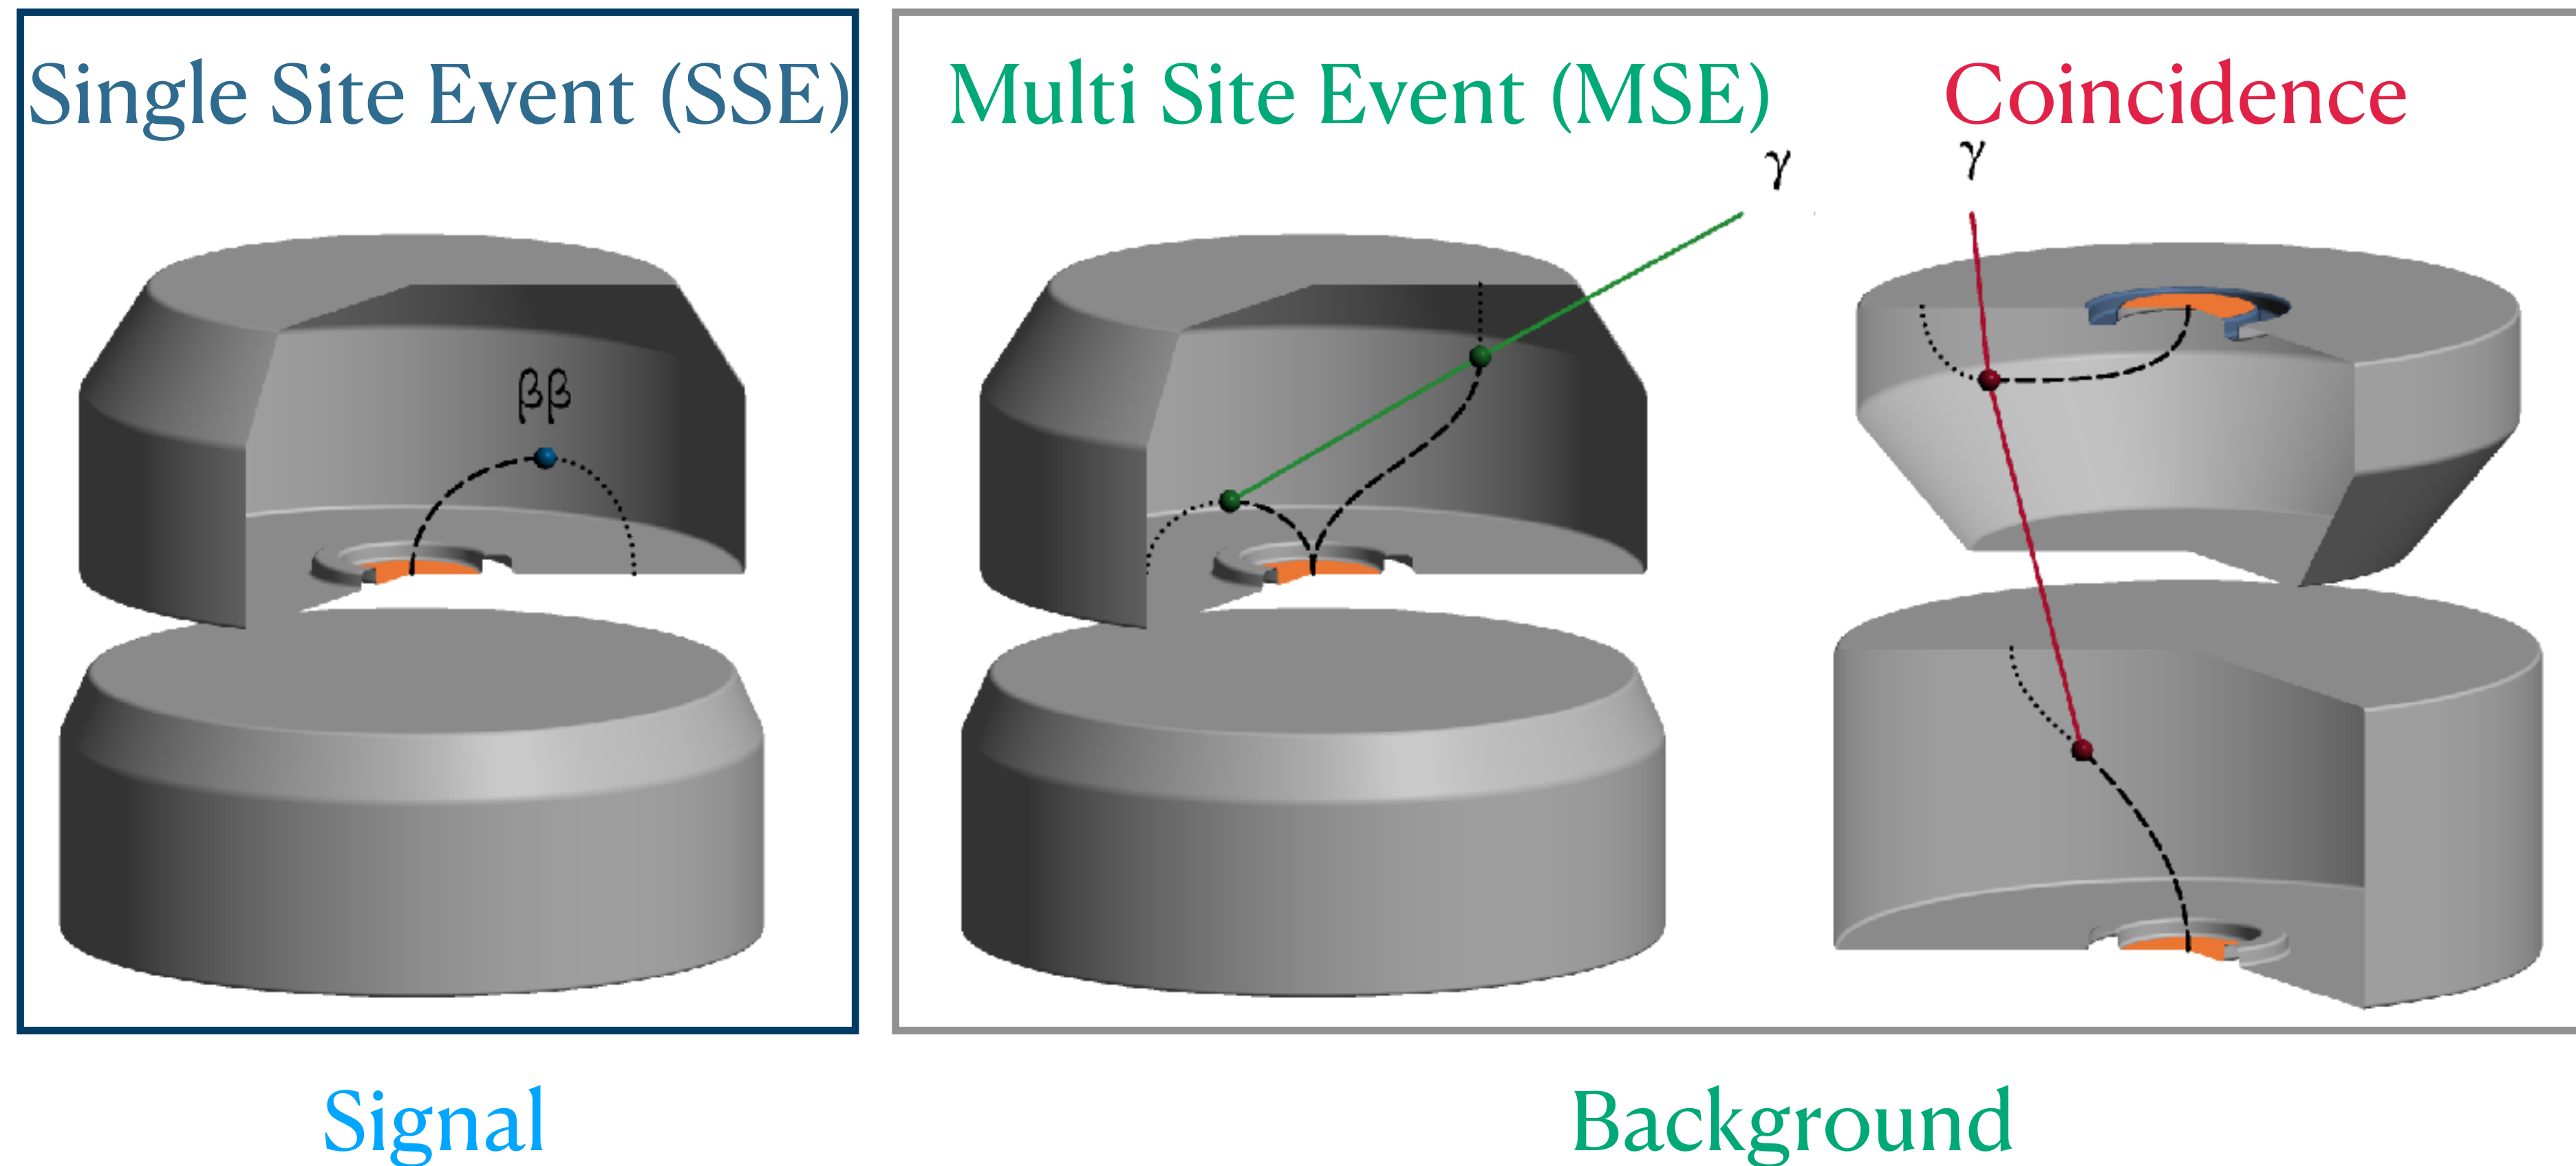 Single Site Event (SSE)
Multi Site Event (MSE)
Coincidence
γ
γ
ββ
Signal
Background